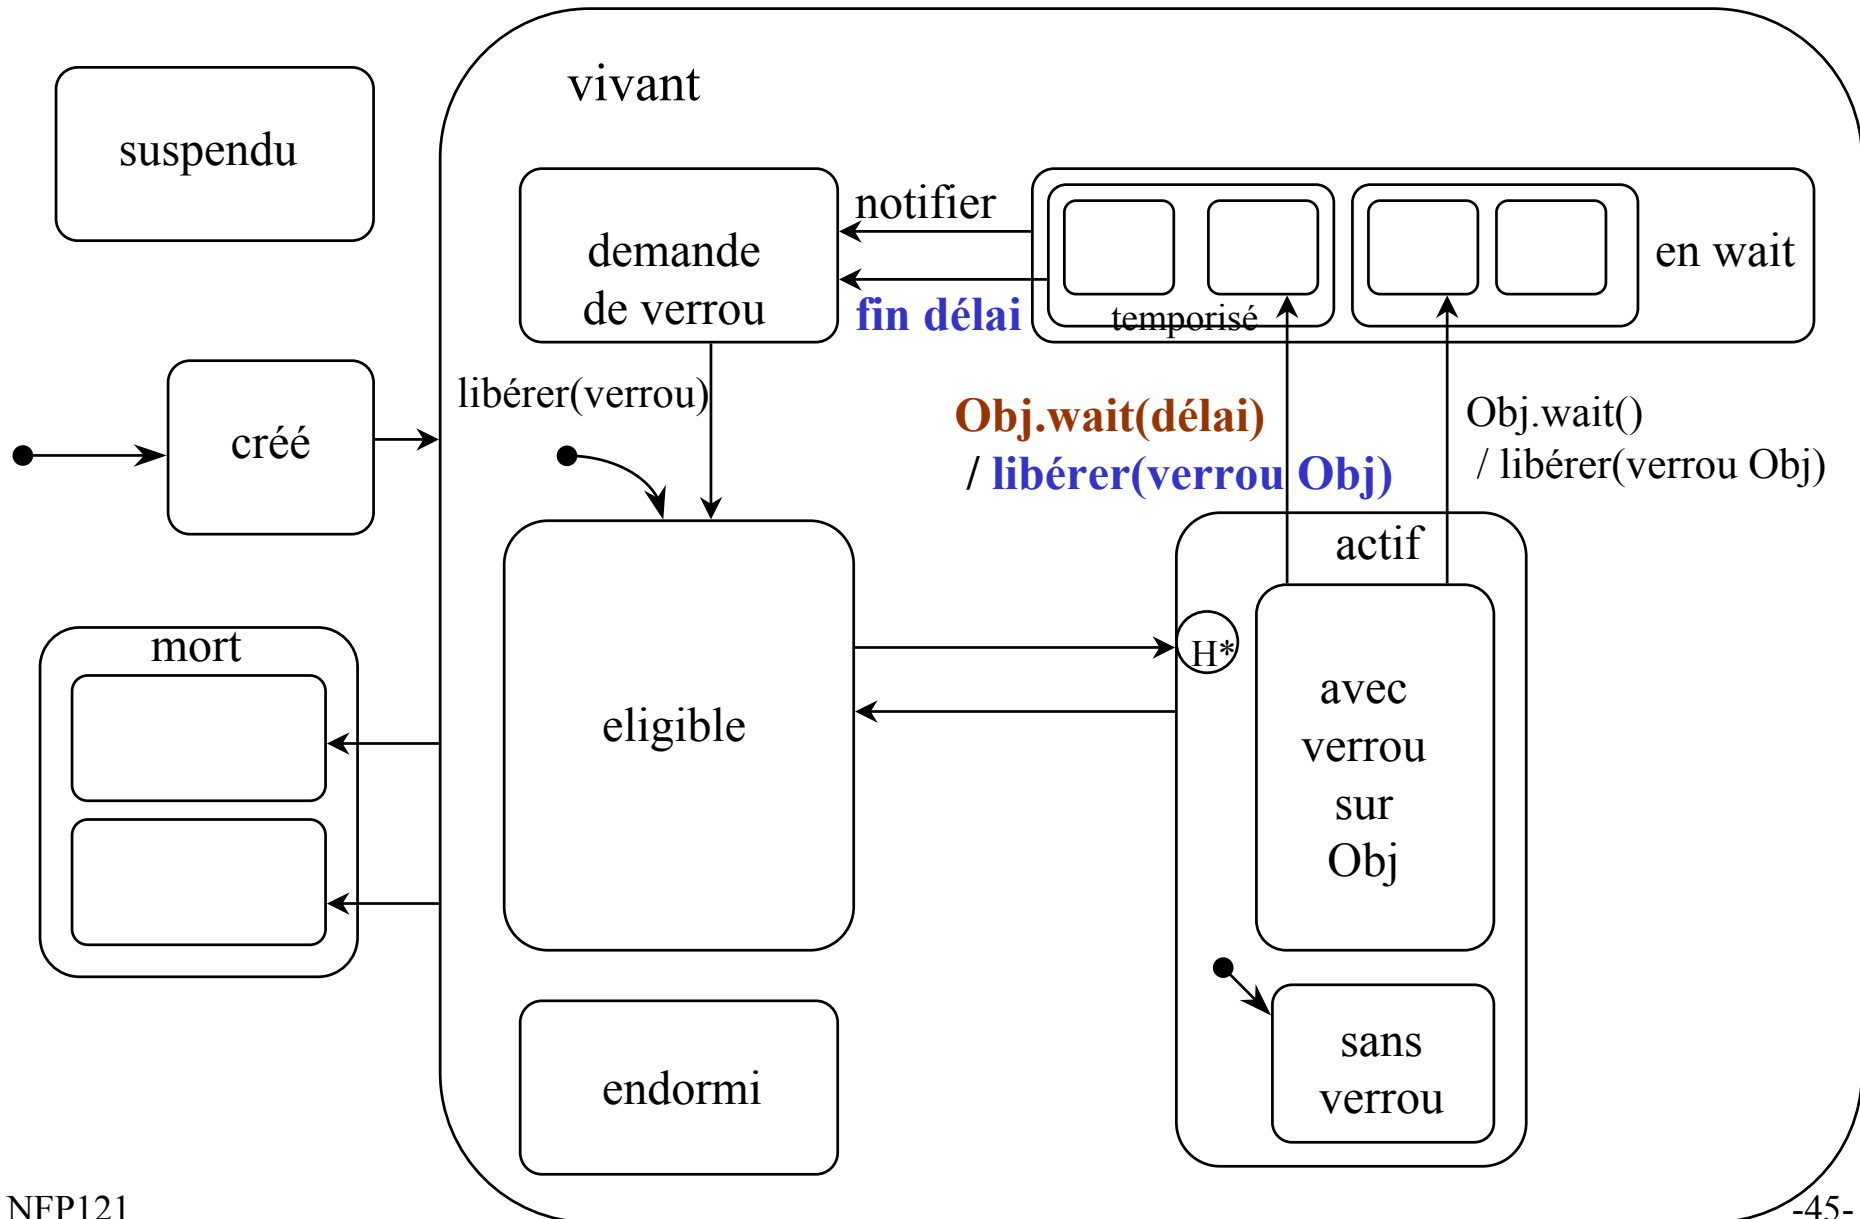 vivant
suspendu
notifier
demande
de verrou
en wait
fin délai
temporisé
libérer(verrou)
Obj.wait(délai)
/ libérer(verrou Obj)
Obj.wait()
/ libérer(verrou Obj)
créé
actif
mort
H*
eligible
avec
verrou
sur
Obj
sans
verrou
endormi
NFP121
-45-